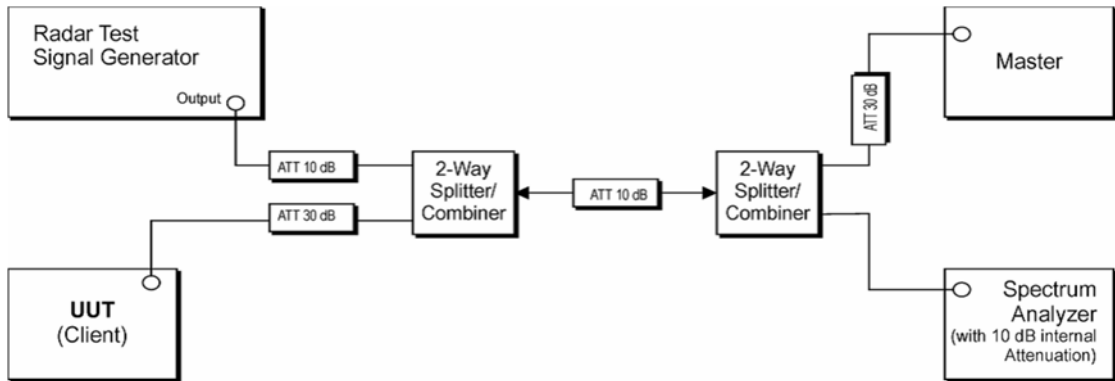 Radar Test
Signal Generator
Output
ATT 10 dB
2-Way
Splitter/
Combiner
ATT 30 dB
UUT
(Client)
ATT 10 dB
2-Way
Splitter/
Combiner
ATT 30 dB
Master
Spectrum
Analyzer
(with 10 dB internal
Attenuation)